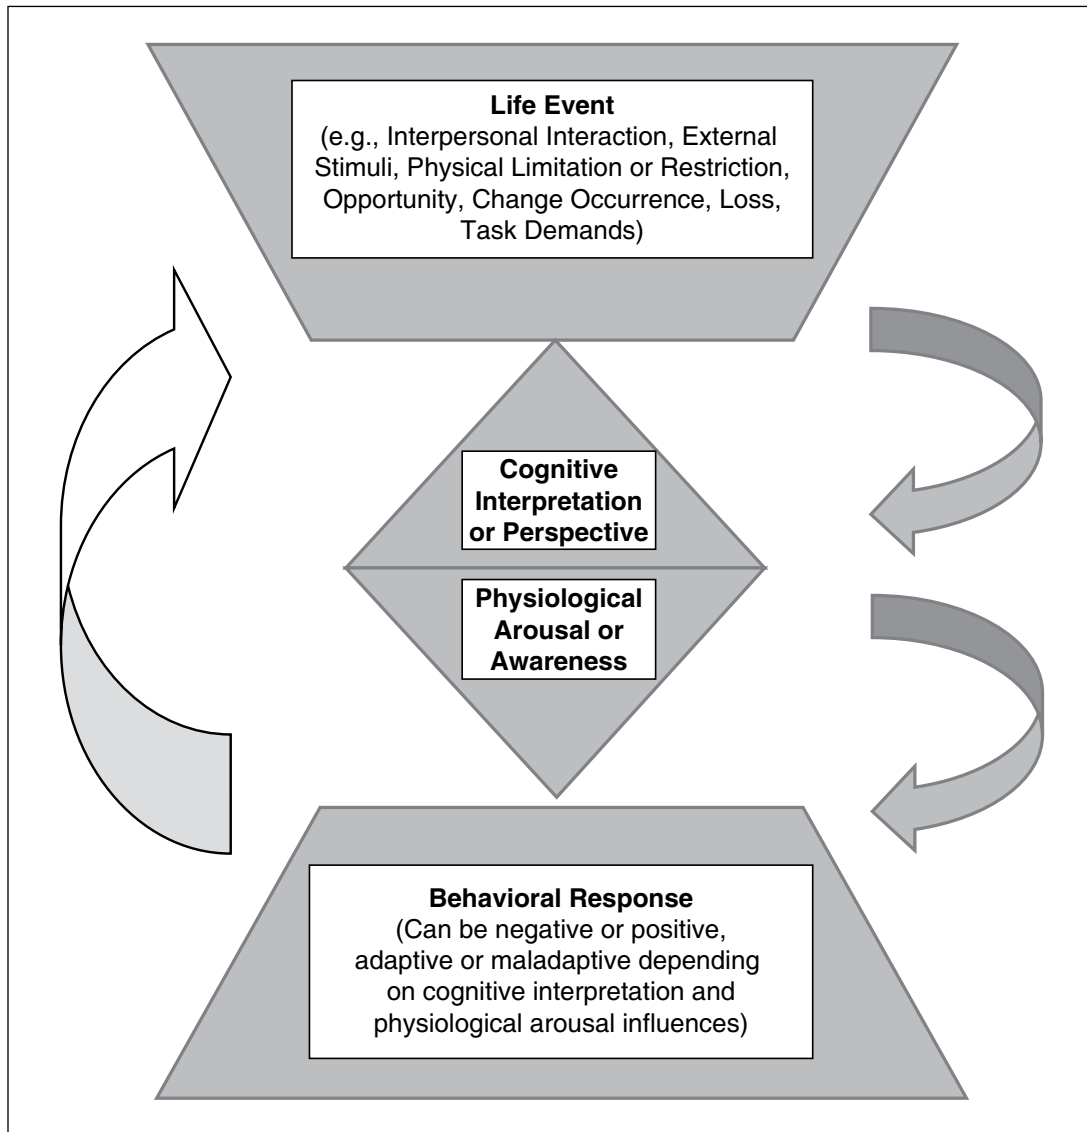 Life Event
(e.g., Interpersonal Interaction, External
Stimuli, Physical Limitation or Restriction,
Opportunity, Change Occurrence, Loss,
Task Demands)
Cognitive
Interpretation
or Perspective
Physiological
Arousal or
Awareness
Behavioral Response
(Can be negative or positive,
adaptive or maladaptive depending
on cognitive interpretation and
physiological arousal influences)